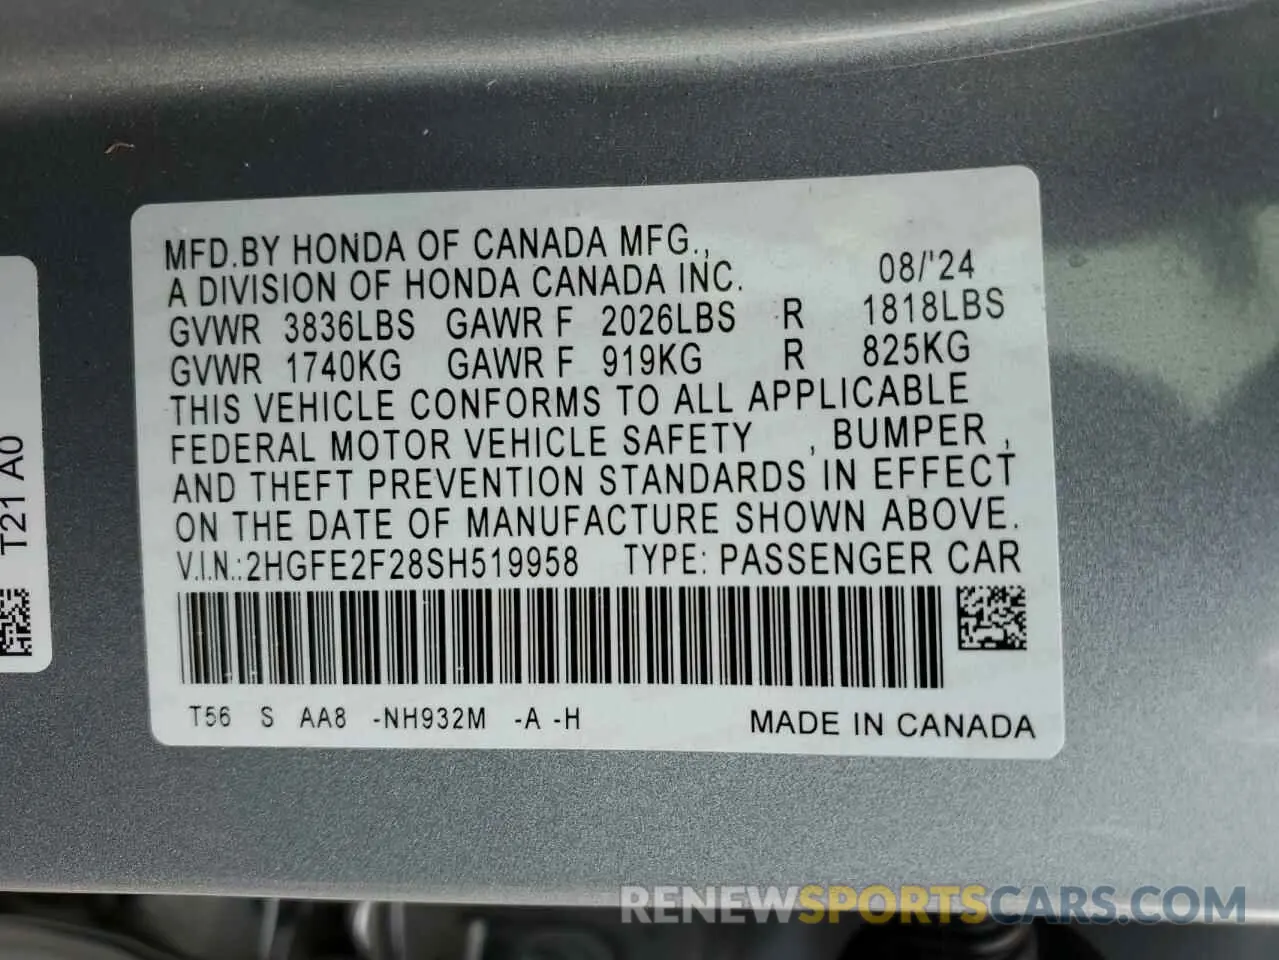 MFD.BY HONDA OF CANADA MFG.,
A DIVISION OF HONDA CANADA INC. 08/'24
GVWR 3836LBS GAWR F 2026LBS R 1818LBS
GVWR 1740KG GAWR F 919KG R 825KG
THIS VEHICLE CONFORMS TO ALL APPLICABLE
FEDERAL MOTOR VEHICLE SAFETY , BUMPER ,
AND THEFT PREVENTION STANDARDS IN EFFECT
ON THE DATE OF MANUFACTURE SHOWN ABOVE.
V.I.N.:2HGFE2F28SH519958 TYPE: PASSENGER CAR
T56 S AA8 -NH932M -A -H MADE IN CANADA
T21 A0
RENEWSPORTSCARS.COM